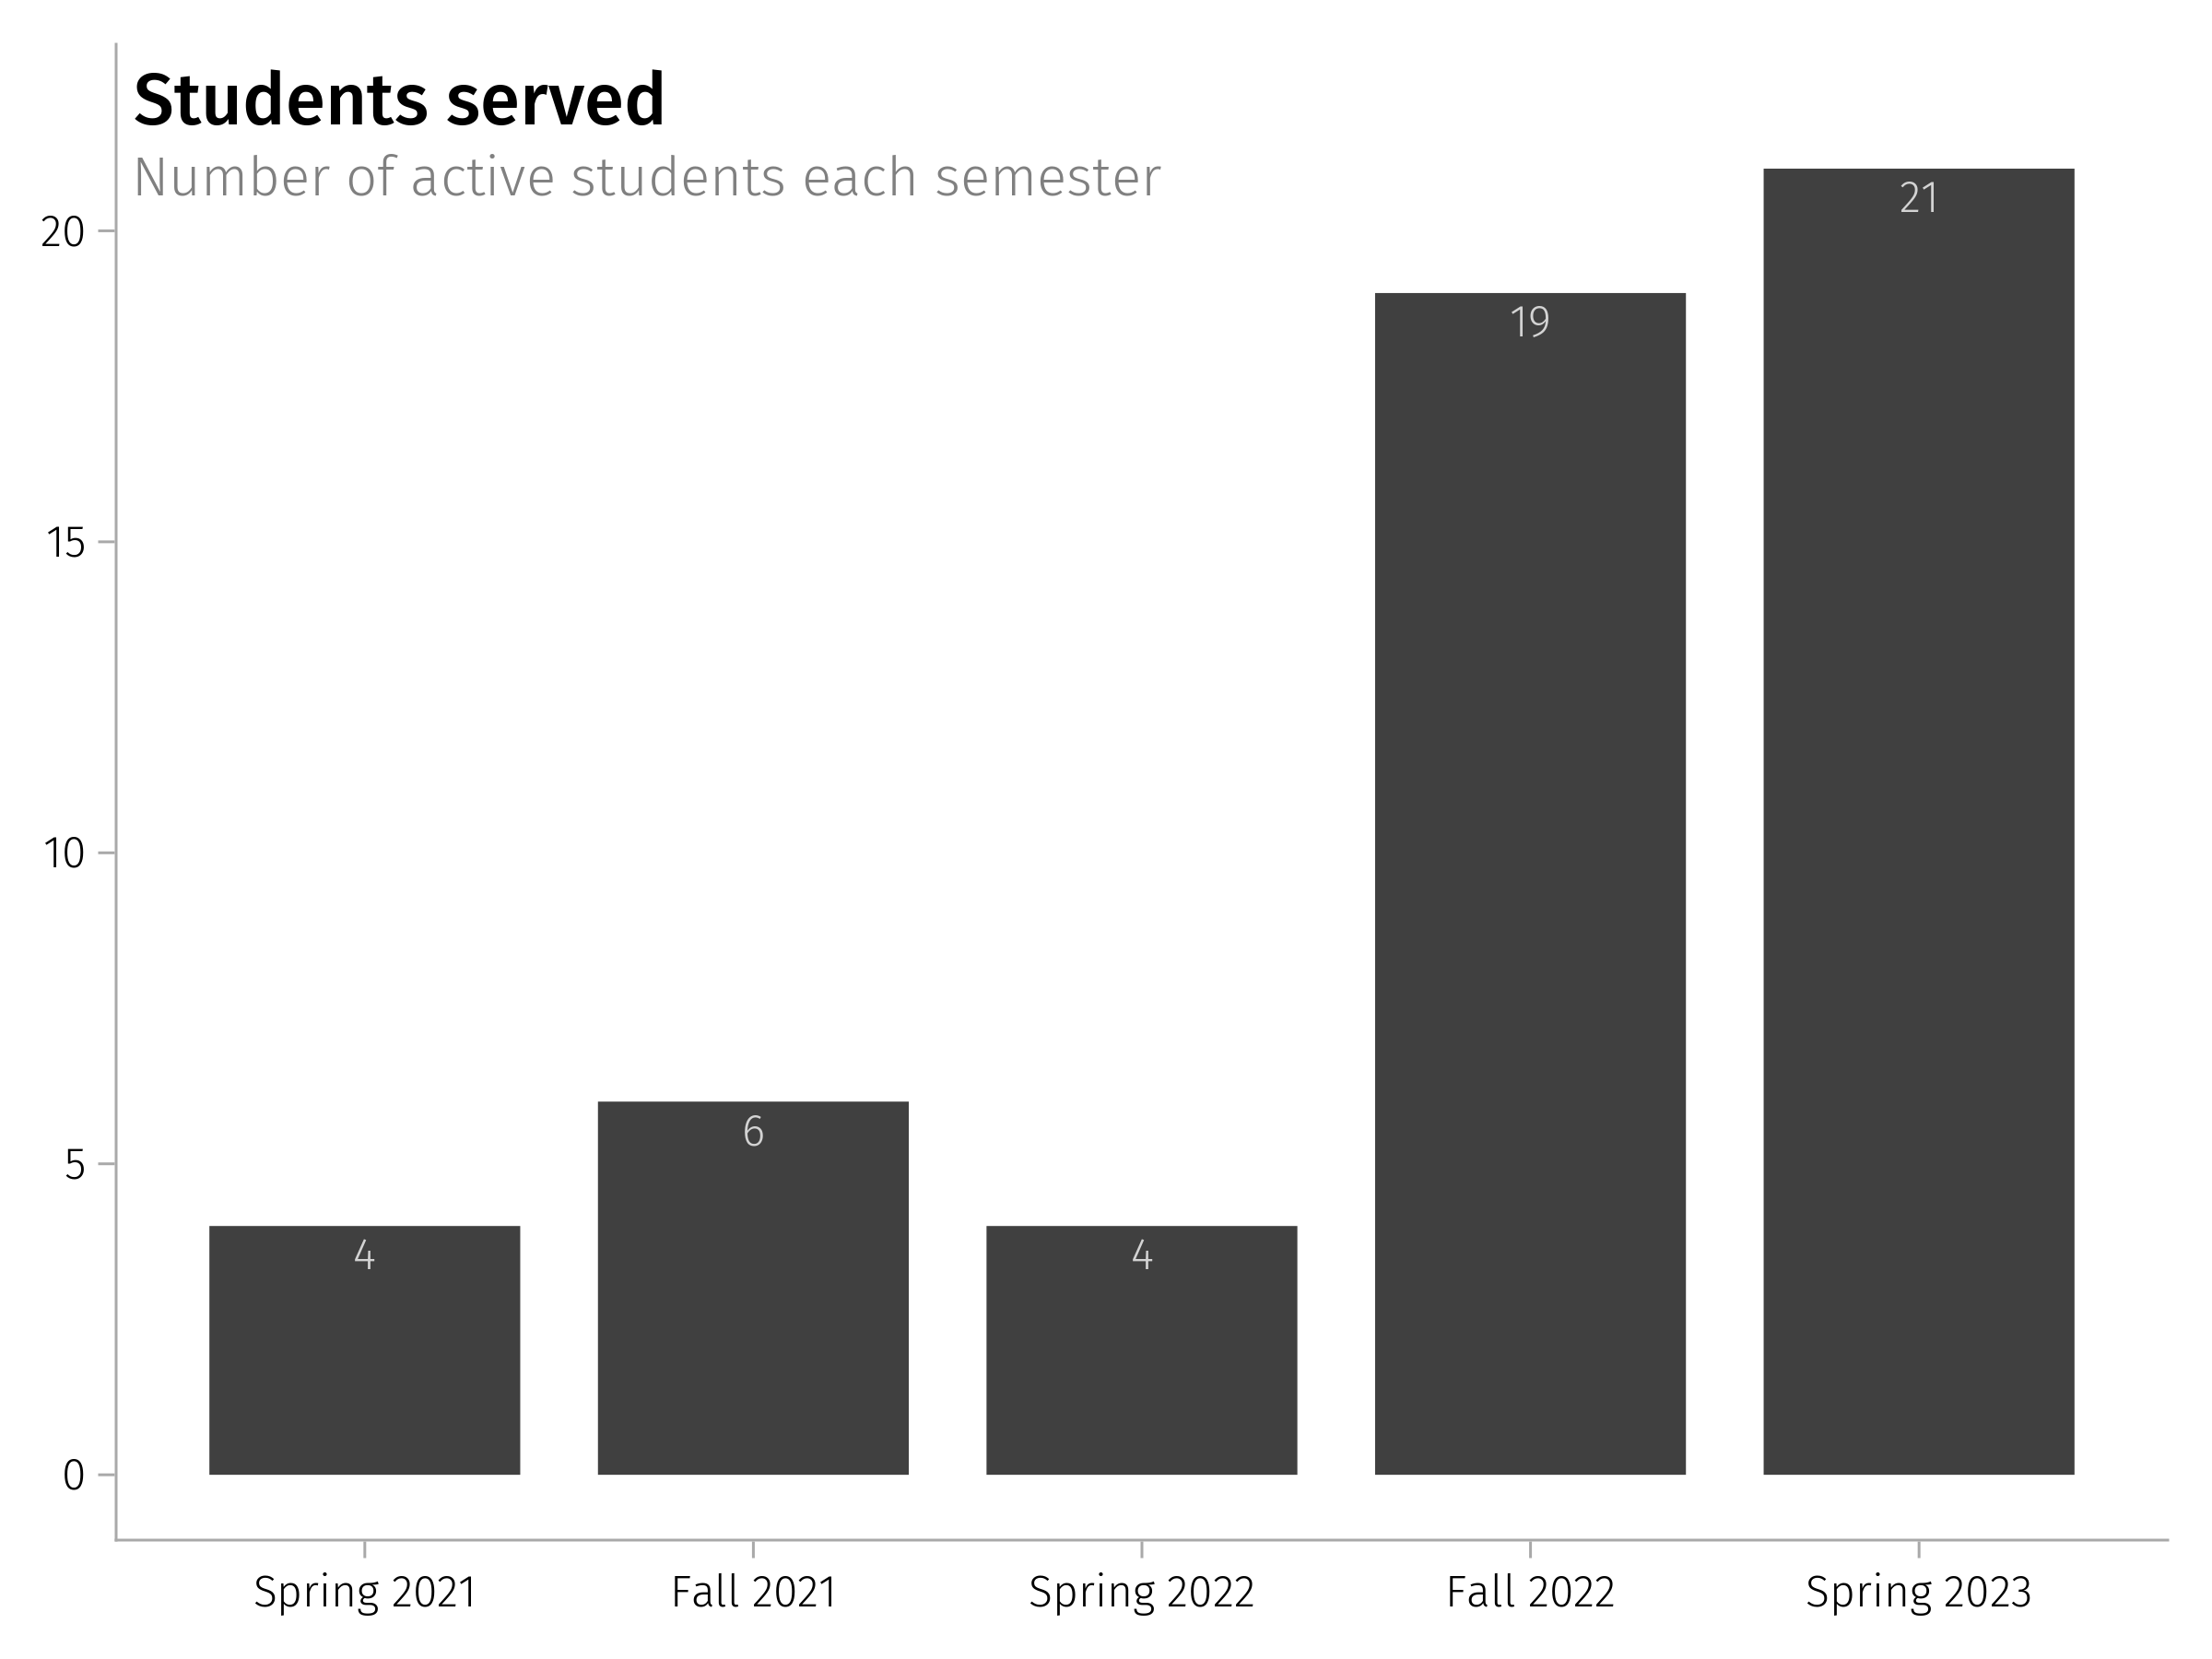 Students served
Number of active students each semester
20
15
10
5
0
4
6
4
19
21
Spring 2021
Fall 2021
Spring 2022
Fall 2022
Spring 2023